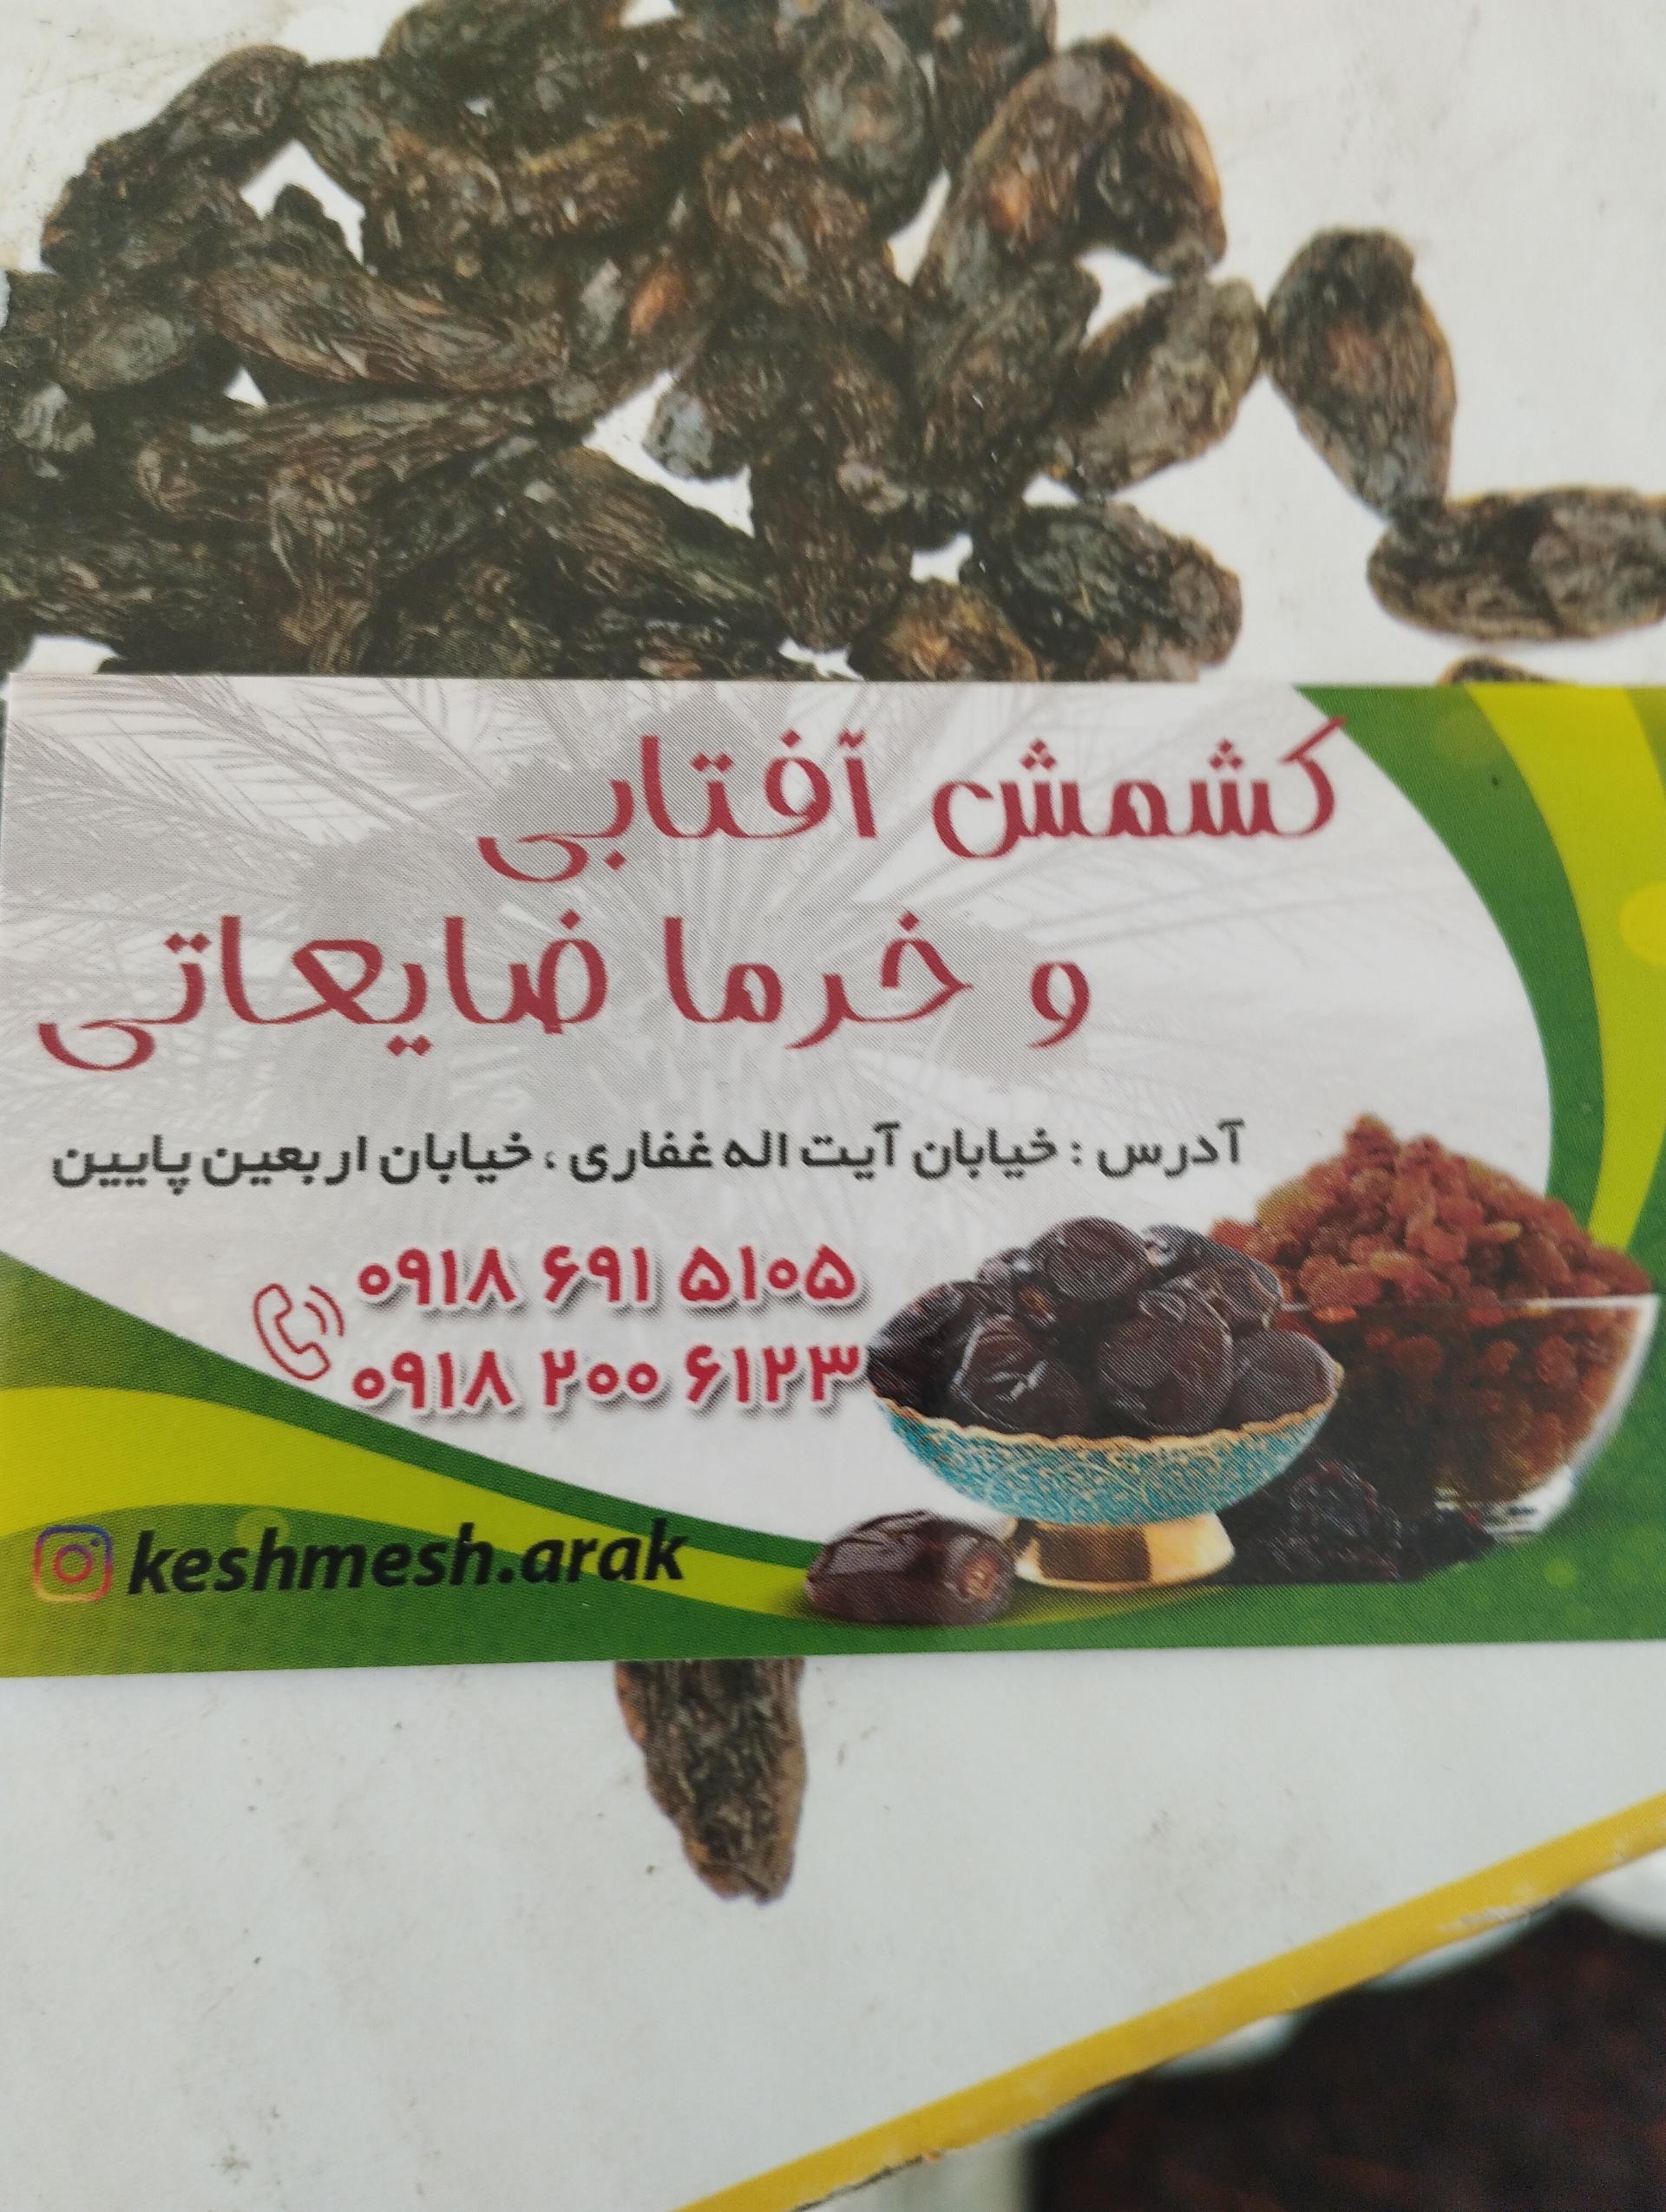 کشمش آفتابی
و خرما ضایعاتی
آدرس : خیابان آیت اله غفاری ، خیابان اربعین پایین
۰۹۱۸ ۶۹۱ ۵۱۰۵
۰۹۱۸ ۲۰۰ ۶۱۲۳
keshmesh.arak